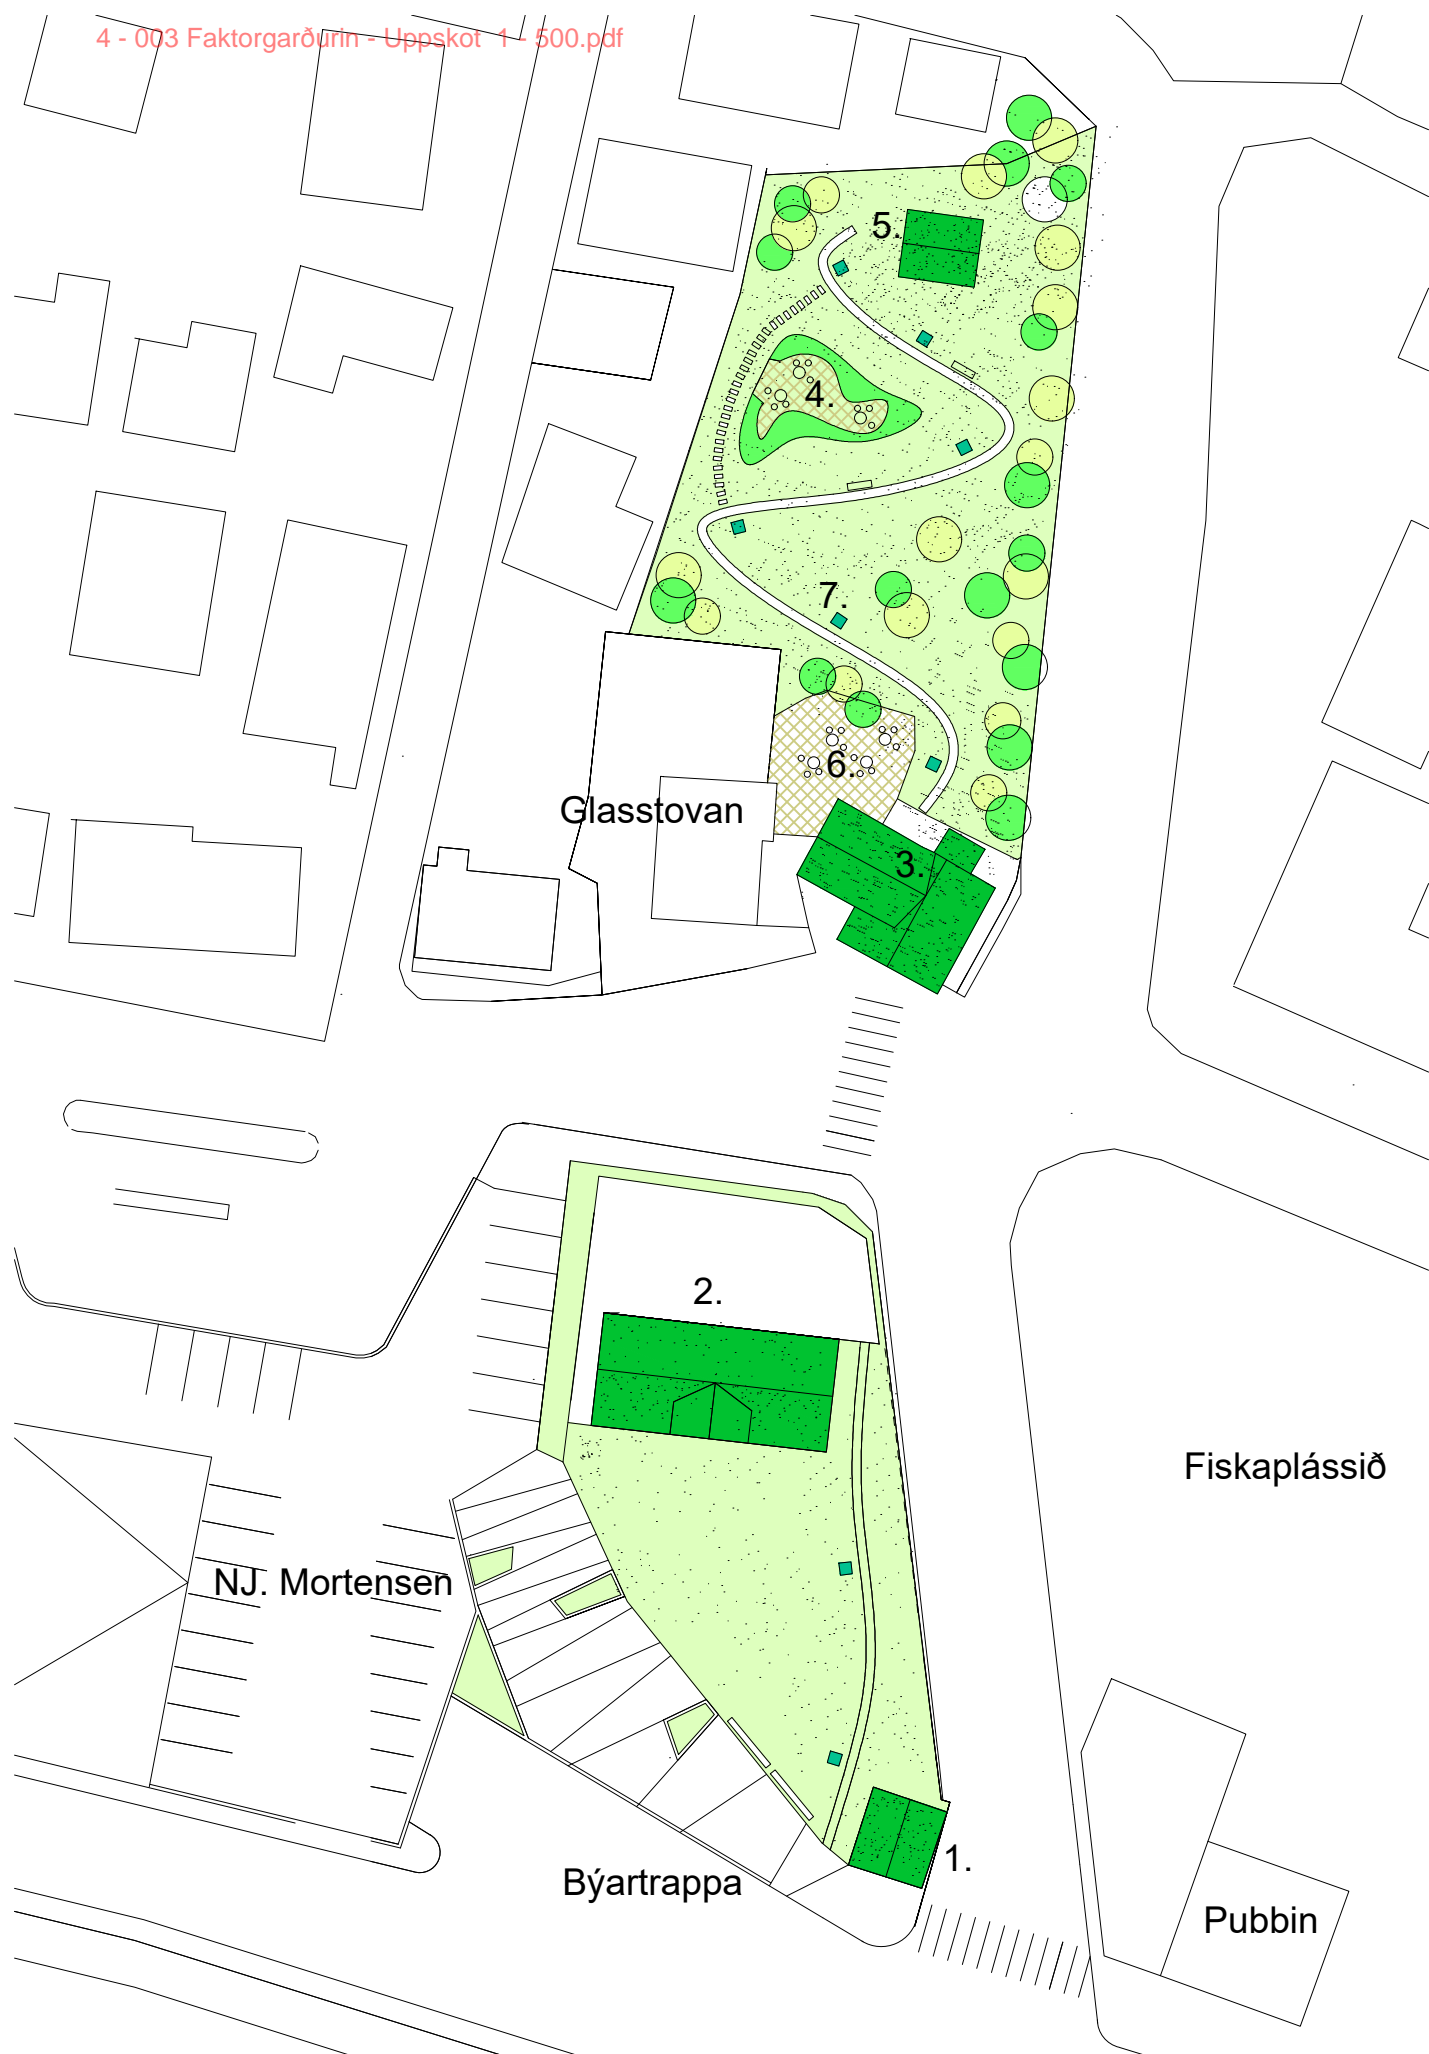 4 - 003 Faktorgarðurin - Uppskot 1 - 500.pdf
5.
4.
7.
6.
Glasstovan
3.
2.
Fiskaplássið
NJ. Mortensen
1.
Býartrappa
Pubbin